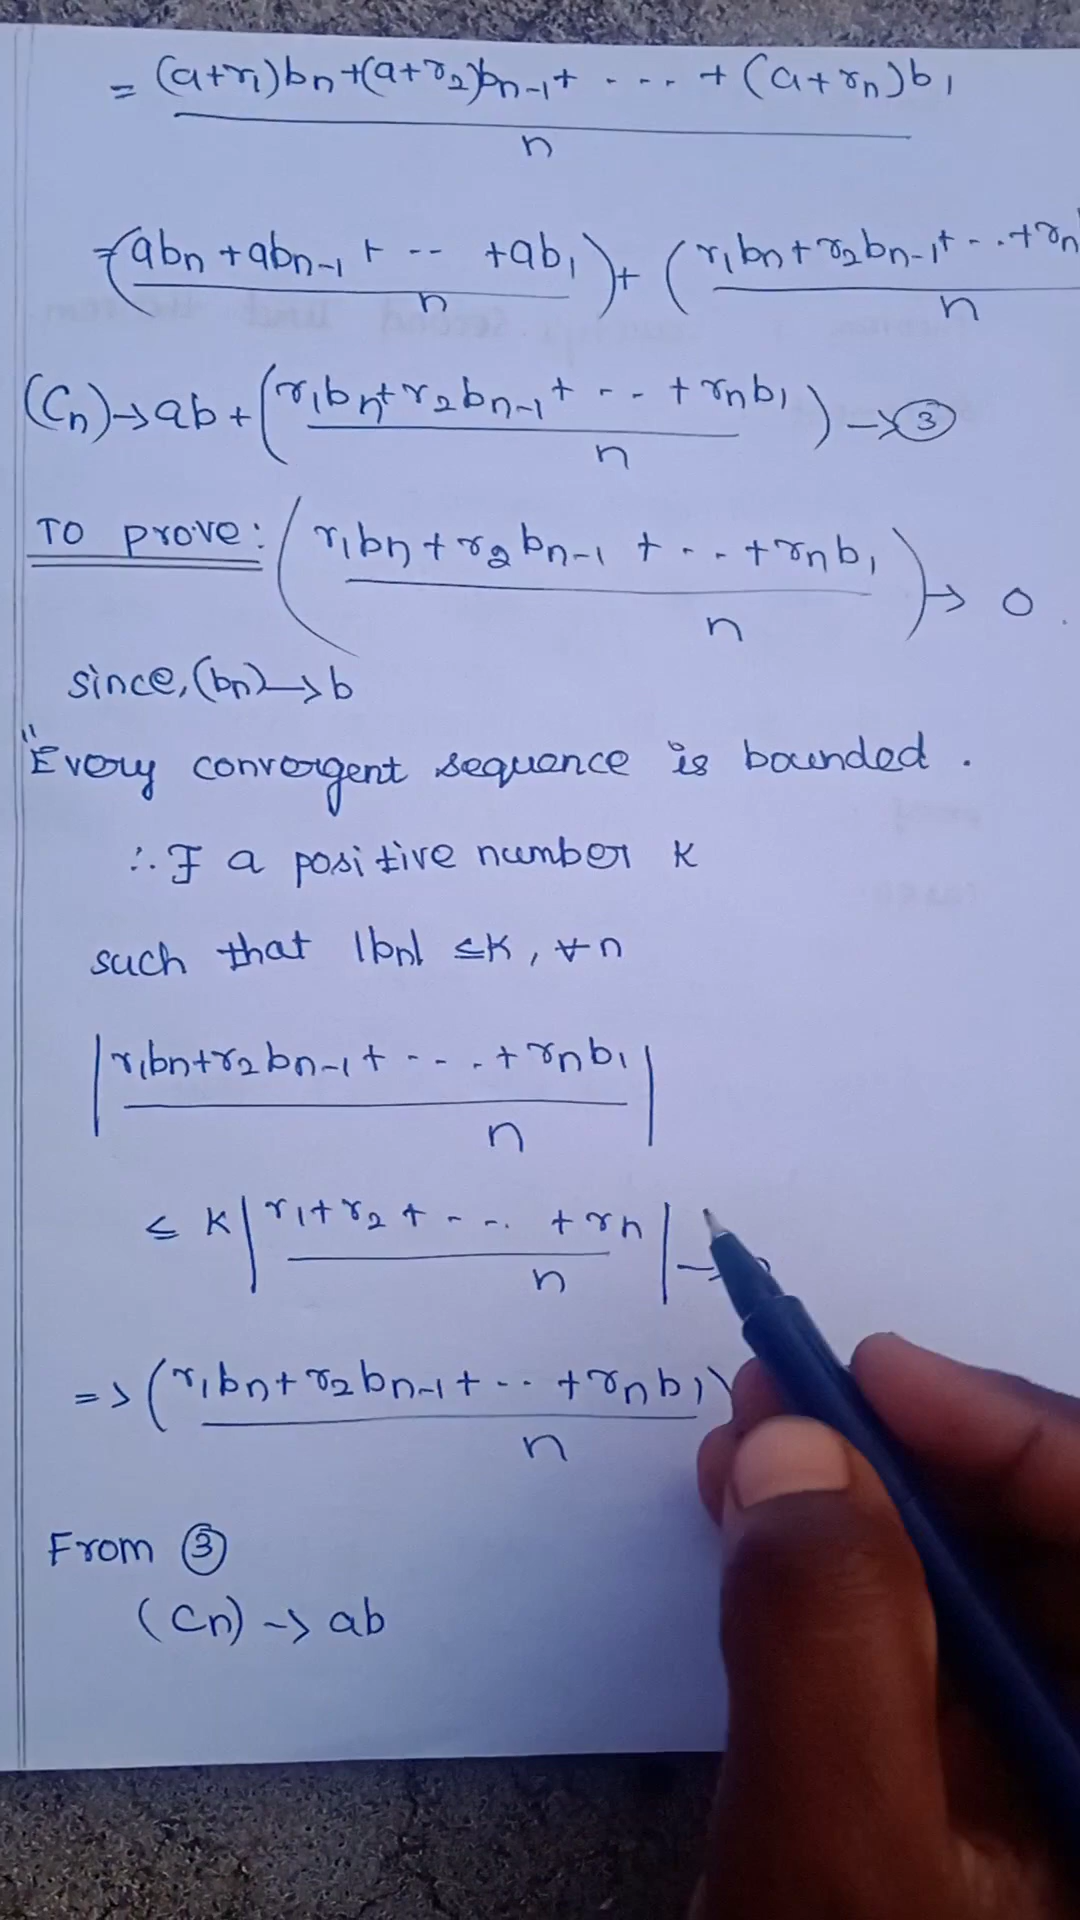 = (a+r₁)bn+(a+r₂)bn-1+ - - .. + (a+rn)b₁
n
=(abn+abn-1+ -- +ab₁)+(r₁bn+r₂bn-1+ - ..+rn
n n
(Cn)→ab+(r₁bn+r₂bn-1+ - - + rnb₁)→③
n
To prove: (r₁bn+r₂bn-1 + - .. +rnb₁)→ 0
n
since, (bn)→b
"Every convergent sequence is bounded.
∴ ∃ a positive number K
such that |bn| ≤K, ∀n
|r₁bn+r₂bn-1+ - - - .+rnb₁|
n
≤ K|r₁+r₂+ - - .. +rn|→
n
=> (r₁bn+r₂bn-1+ - .. +rnb₁)
n
From ③
(Cn) → ab